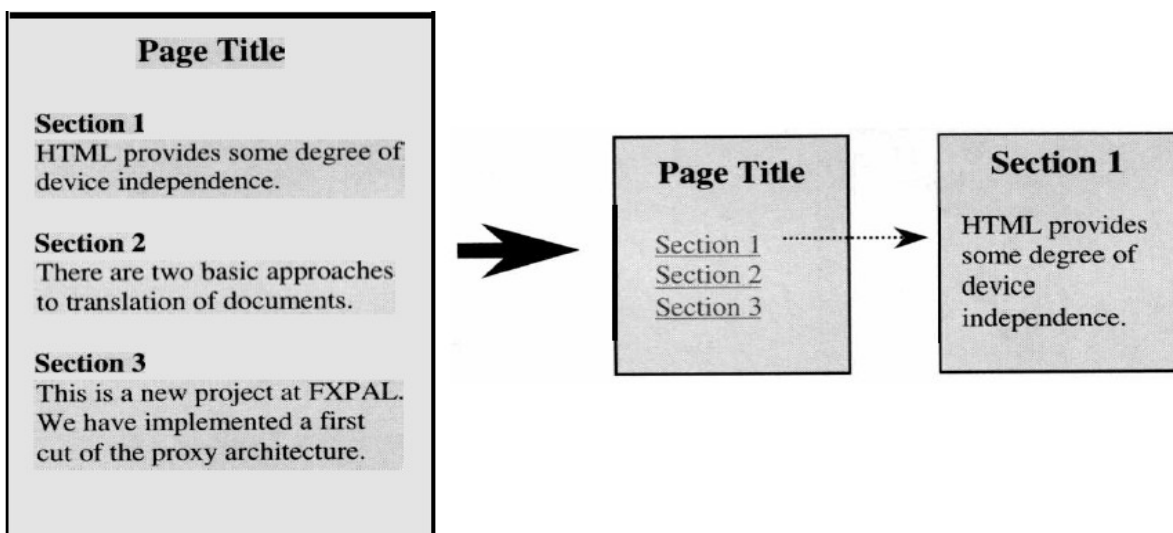 Page Title
Section 1
HTML provides some degree of
device independence.
Section 2
There are two basic approaches
to translation of documents.
Section 3
This is a new project at FXPAL.
We have implemented a first
cut of the proxy architecture.
Page Title
Section 1
Section 2
Section 3
Section 1
HTML provides
some degree of
device
independence.